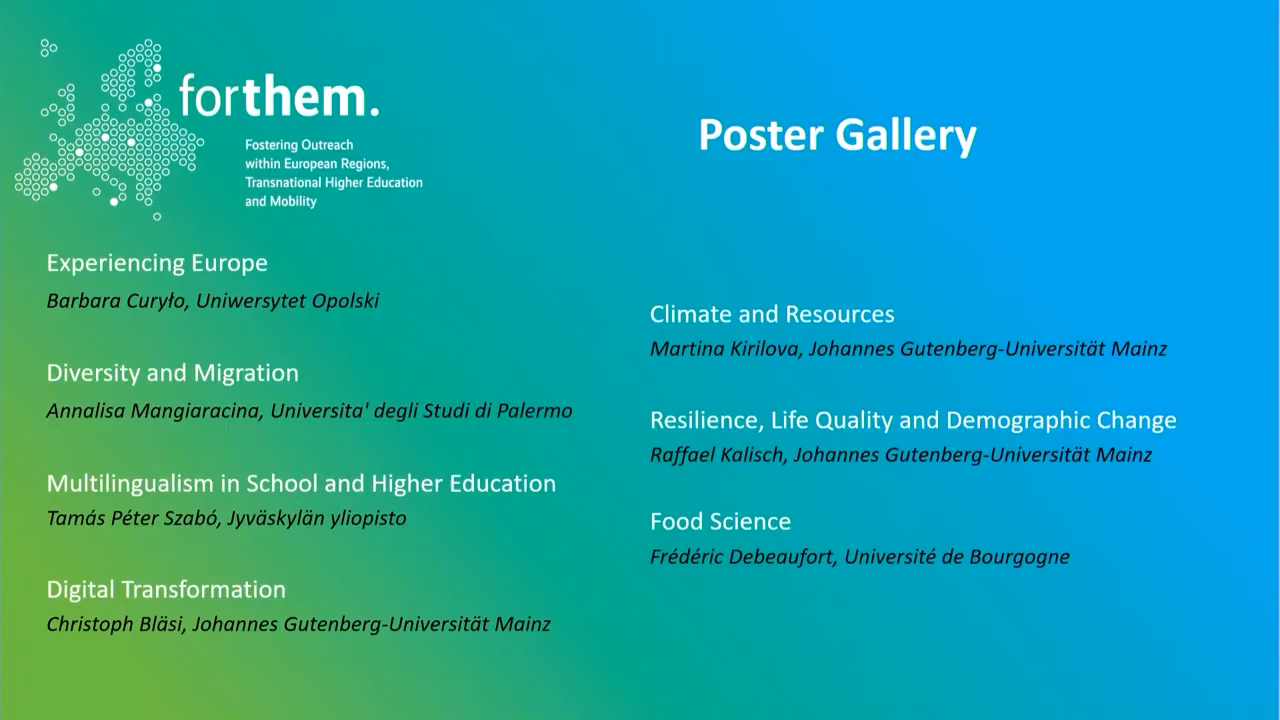 forthem.
Fostering Outreach
within European Regions,
Transnational Higher Education
and Mobility
Poster Gallery
Experiencing Europe
Barbara Curyło, Uniwersytet Opolski
Diversity and Migration
Annalisa Mangiaracina, Universita' degli Studi di Palermo
Multilingualism in School and Higher Education
Tamás Péter Szabó, Jyväskylän yliopisto
Digital Transformation
Christoph Bläsi, Johannes Gutenberg-Universität Mainz
Climate and Resources
Martina Kirilova, Johannes Gutenberg-Universität Mainz
Resilience, Life Quality and Demographic Change
Raffael Kalisch, Johannes Gutenberg-Universität Mainz
Food Science
Frédéric Debeaufort, Université de Bourgogne